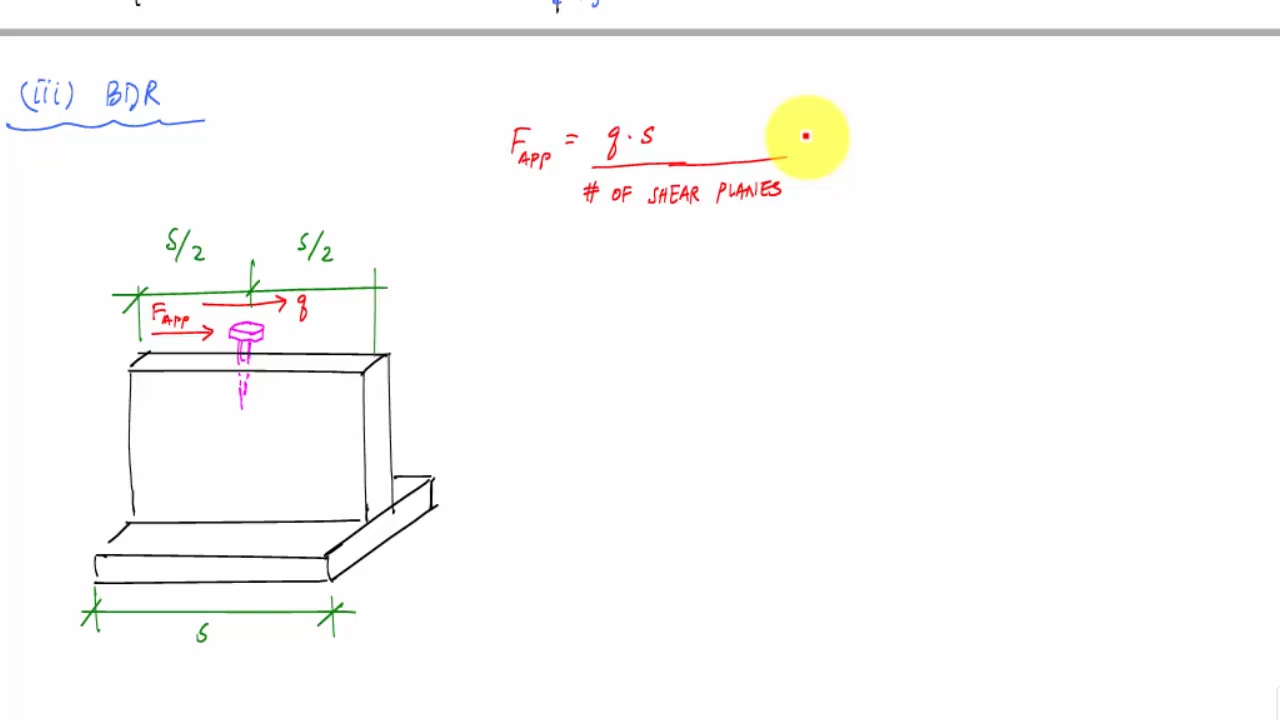 (iii) BDR
F_APP = q · s
# OF SHEAR PLANES
S/2 S/2
F_APP q
s